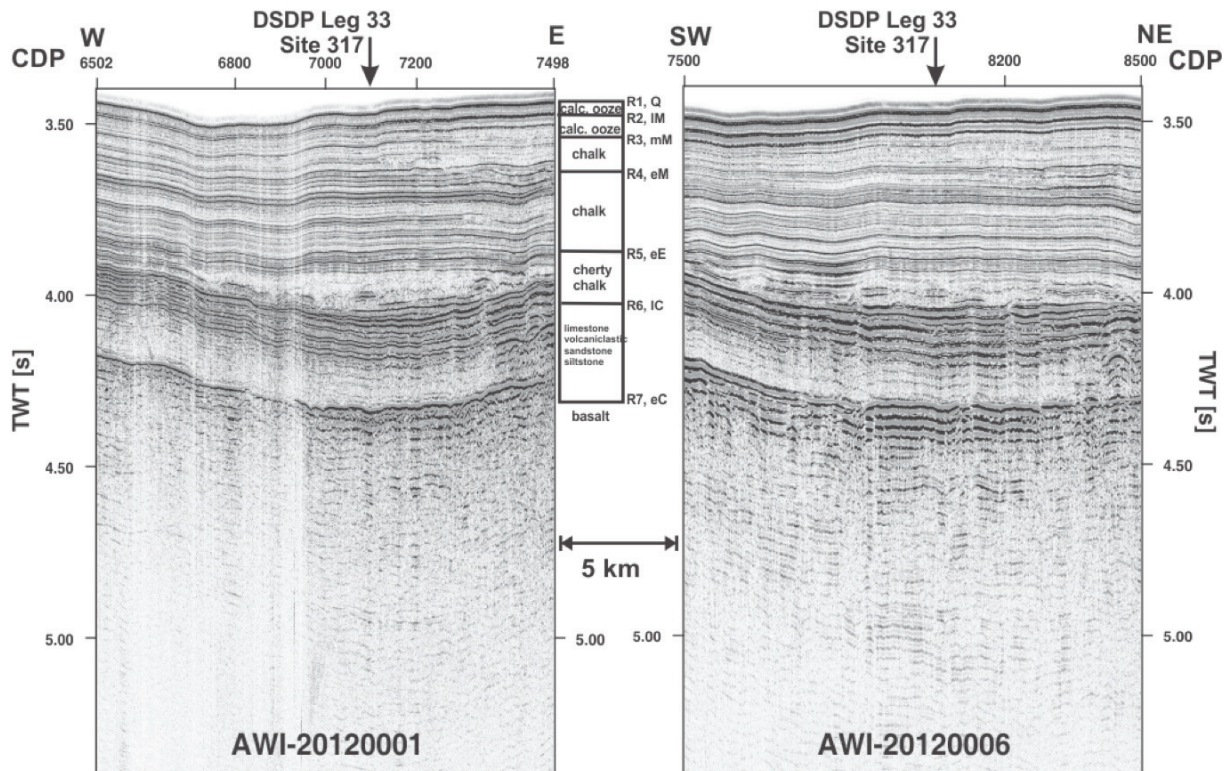 DSDP Leg 33
Site 317
W
E
CDP
6502
6800
7000
7200
7498
DSDP Leg 33
Site 317
SW
NE
CDP
7500
8200
8500
3.50
4.00
4.50
5.00
TWT [s]
R1, Q
calc. ooze
R2, lM
calc. ooze
R3, mM
chalk
R4, eM
chalk
R5, eE
cherty
chalk
R6, lC
limestone
volcaniclastic
sandstone
siltstone
R7, eC
basalt
5 km
5.00
5.00
3.50
4.00
4.50
5.00
TWT [s]
AWI-20120001
AWI-20120006